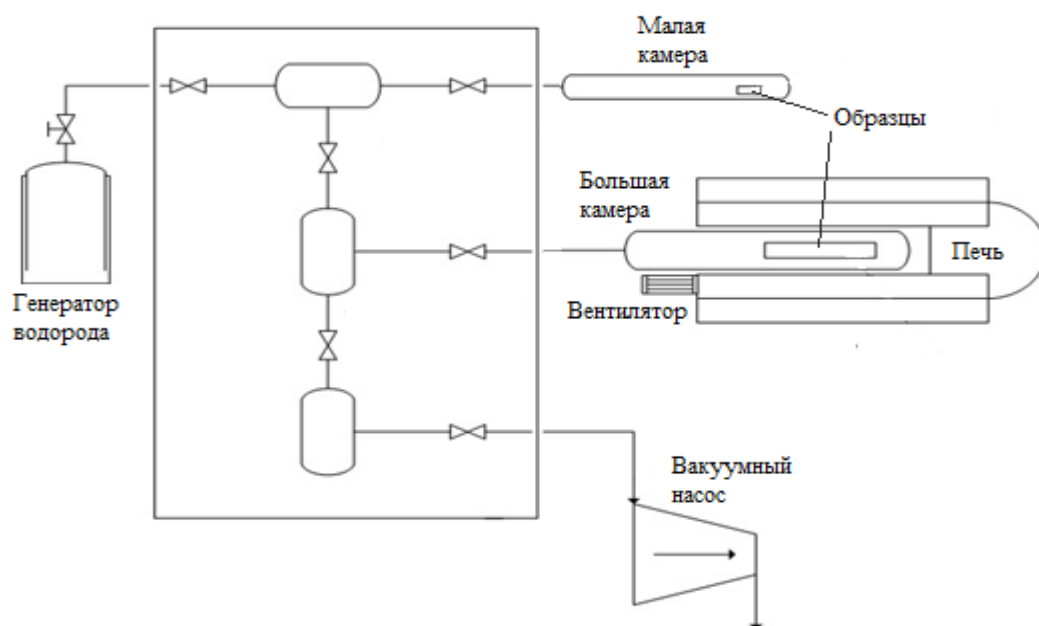 Малая
камера
Образцы
Большая
камера
Печь
Генератор
водорода
Вентилятор
Вакуумный
насос